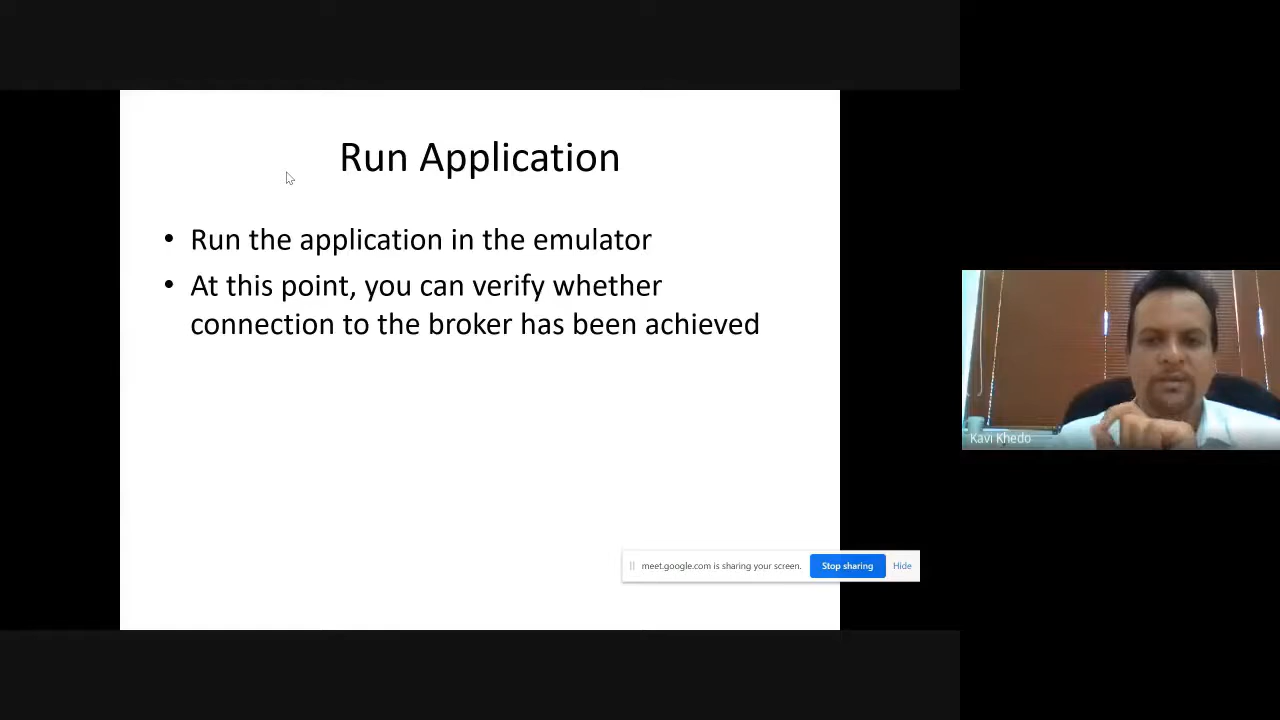 Run Application
• Run the application in the emulator
• At this point, you can verify whether
connection to the broker has been achieved
Kavi Khedo
meet.google.com is sharing your screen.
Stop sharing
Hide